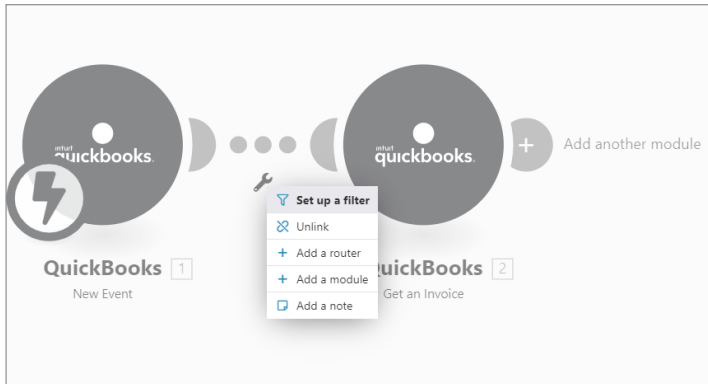 intuit
quickbooks.
intuit
quickbooks.
+ Add another module
Set up a filter
Unlink
+ Add a router
+ Add a module
Add a note
QuickBooks 1
New Event
uickBooks 2
Get an Invoice